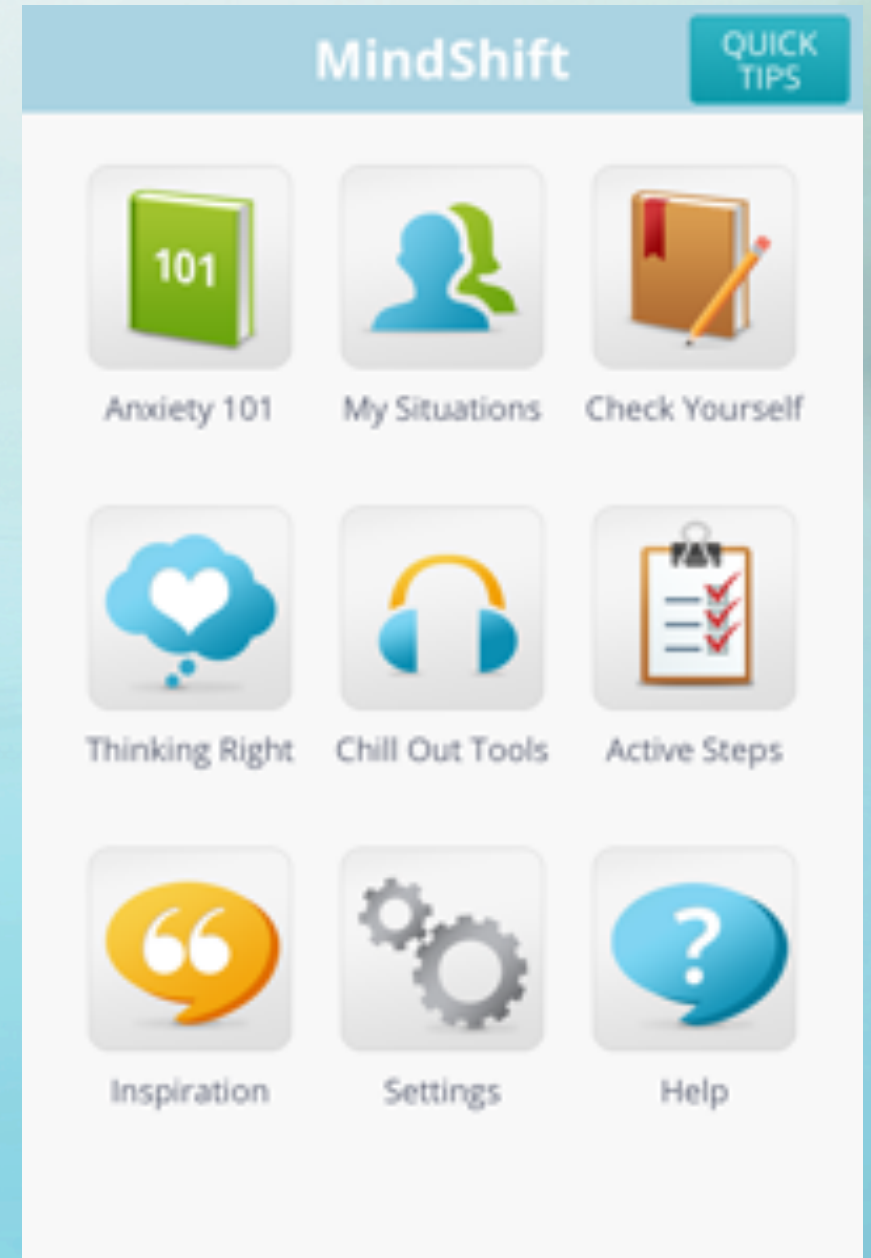 MindShift
QUICK
TIPS
101
Anxiety 101
My Situations
Check Yourself
Thinking Right
Chill Out Tools
Active Steps
Inspiration
Settings
?
Help